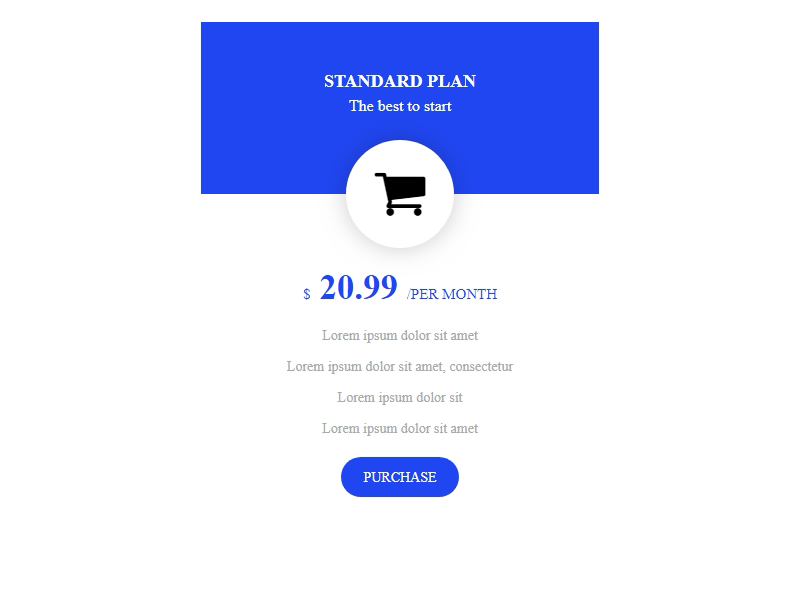 STANDARD PLAN
The best to start
$ 20.99 /PER MONTH
Lorem ipsum dolor sit amet
Lorem ipsum dolor sit amet, consectetur
Lorem ipsum dolor sit
Lorem ipsum dolor sit amet
PURCHASE